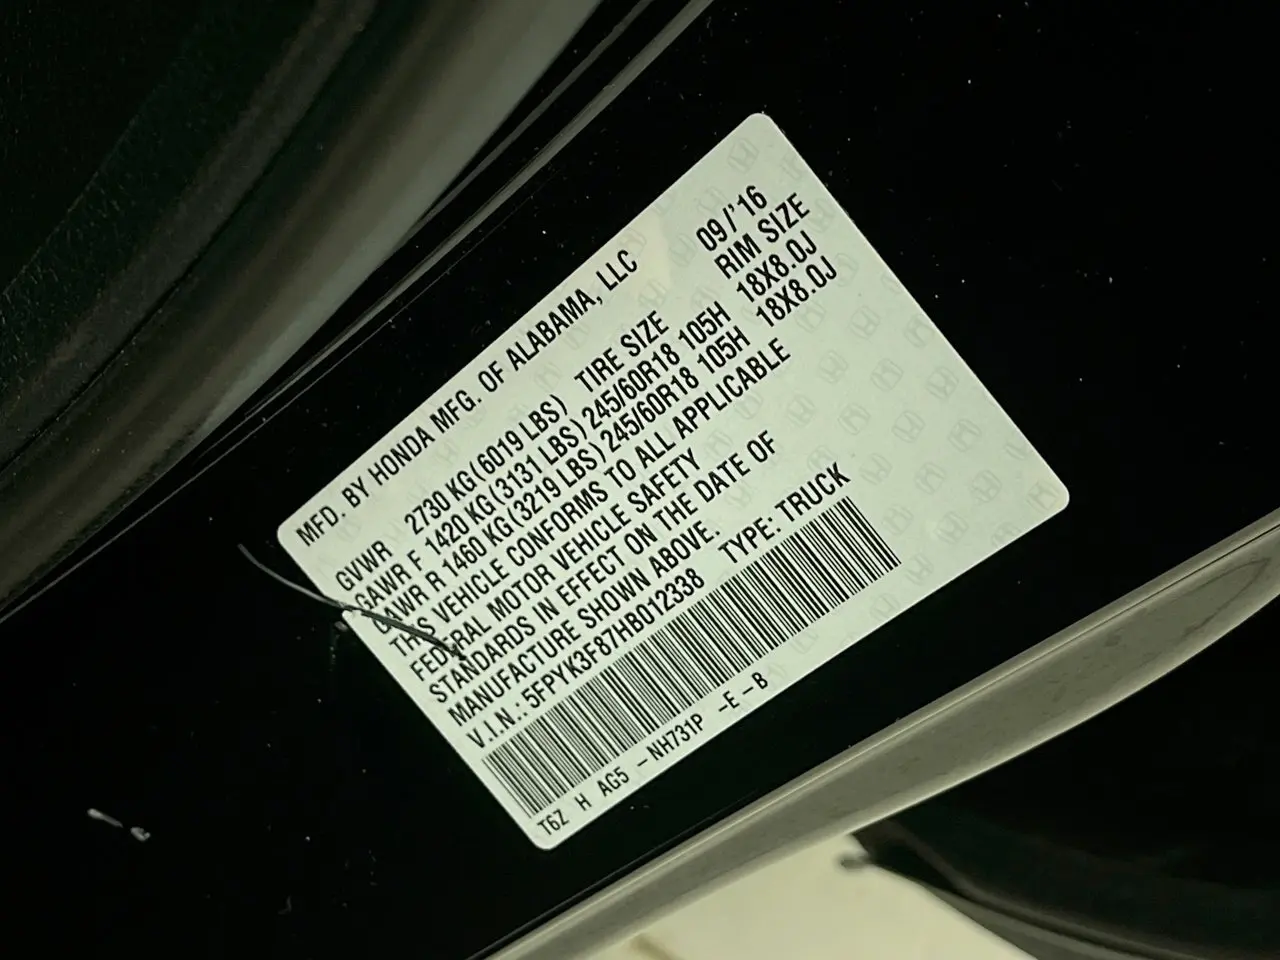 MFD. BY HONDA MFG. OF ALABAMA, LLC 09/'16
GVWR 2730 KG (6019 LBS) TIRE SIZE RIM SIZE
GAWR F 1420 KG (3131 LBS) 245/60R18 105H 18X8.0J
GAWR R 1460 KG (3219 LBS) 245/60R18 105H 18X8.0J
THIS VEHICLE CONFORMS TO ALL APPLICABLE
FEDERAL MOTOR VEHICLE SAFETY
STANDARDS IN EFFECT ON THE DATE OF
MANUFACTURE SHOWN ABOVE.
V.I.N.: 5FPYK3F87HB012338 TYPE: TRUCK
T6Z H AG5 – NH731P –E – B